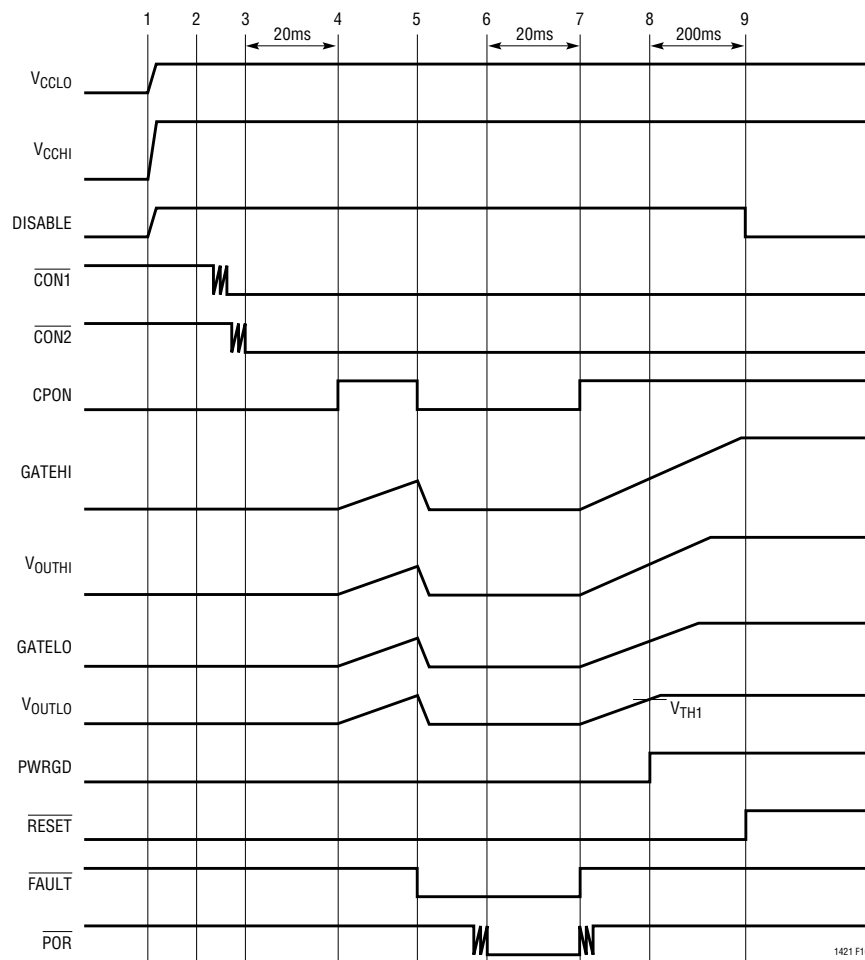 1 2 3 4 5 6 7 8 9
20ms 20ms 200ms
VCCLO
VCCHI
DISABLE
CON1
CON2
CPON
GATEHI
VOUTHI
GATELO
VOUTLO
VTH1
PWRGD
RESET
FAULT
POR
1421 F1